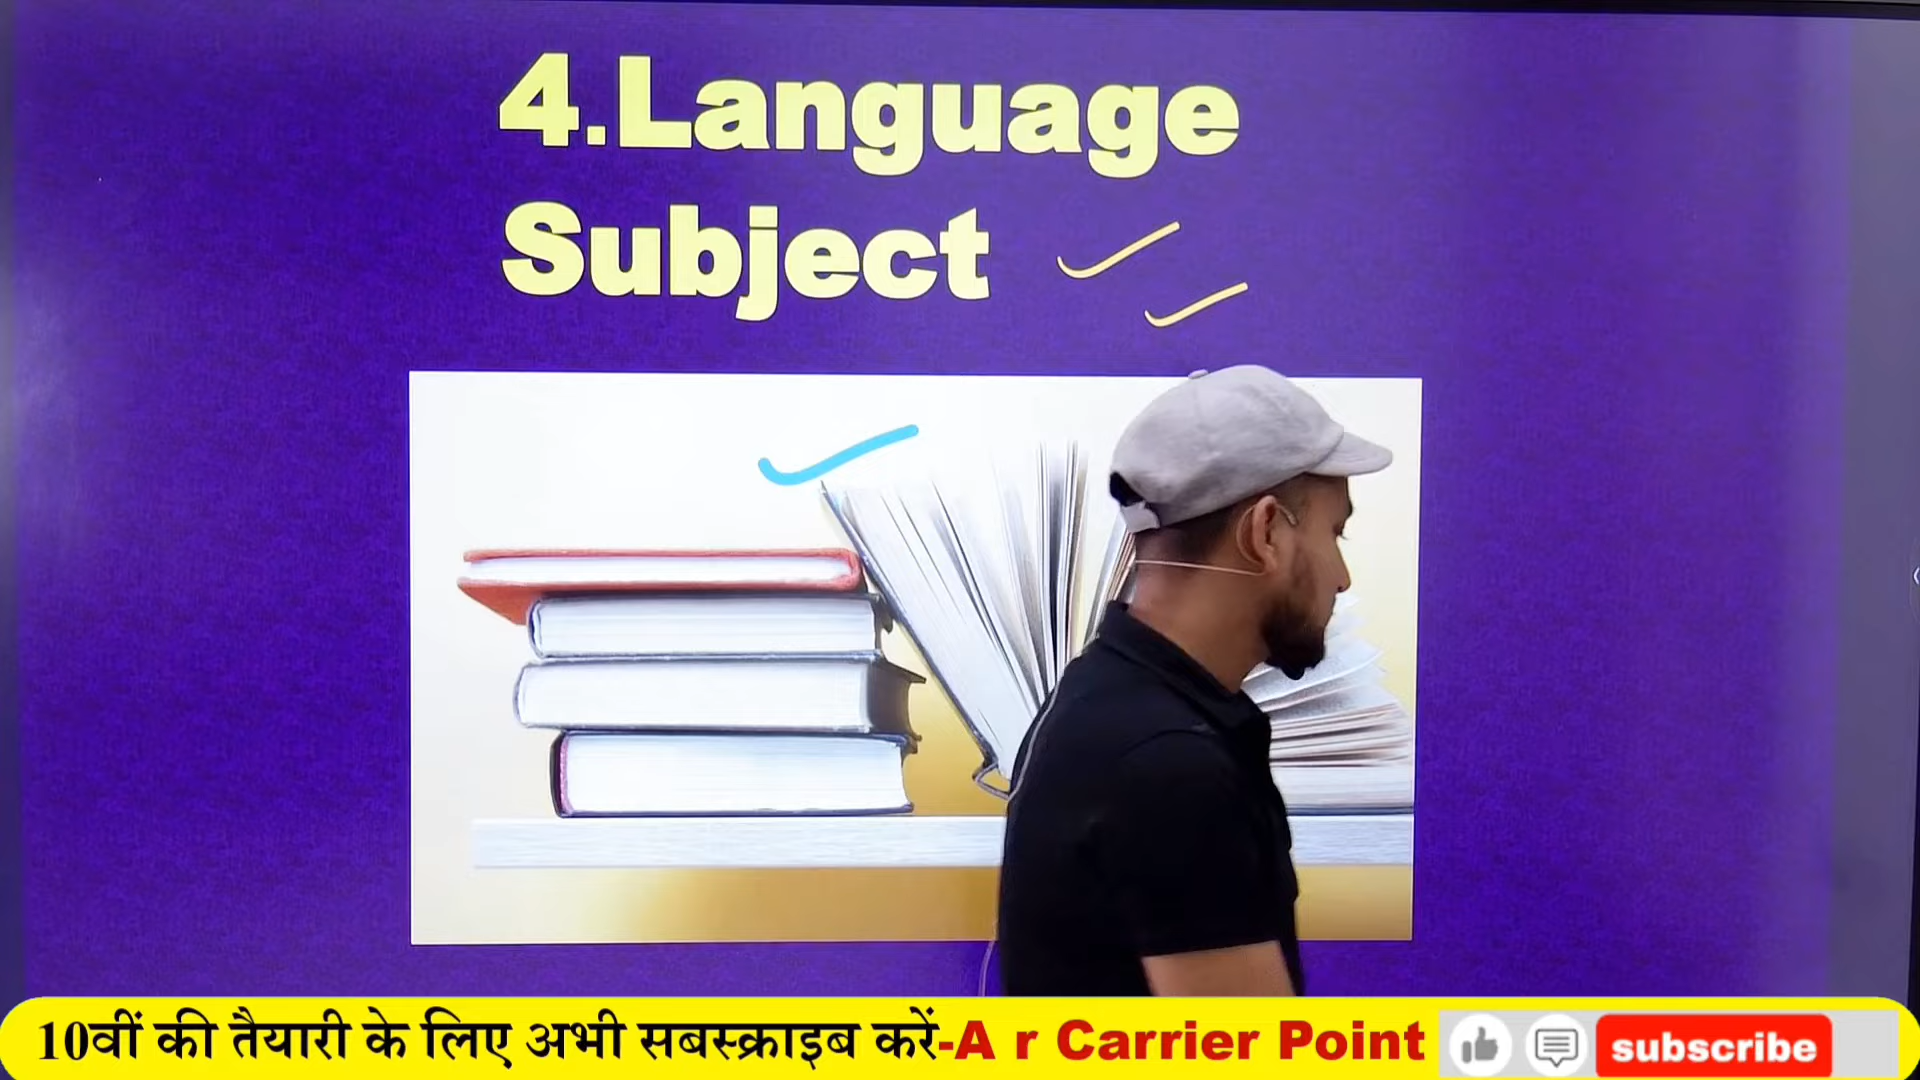 4.Language
Subject
10वीं की तैयारी के लिए अभी सबस्क्राइब करें-A r Carrier Point subscribe